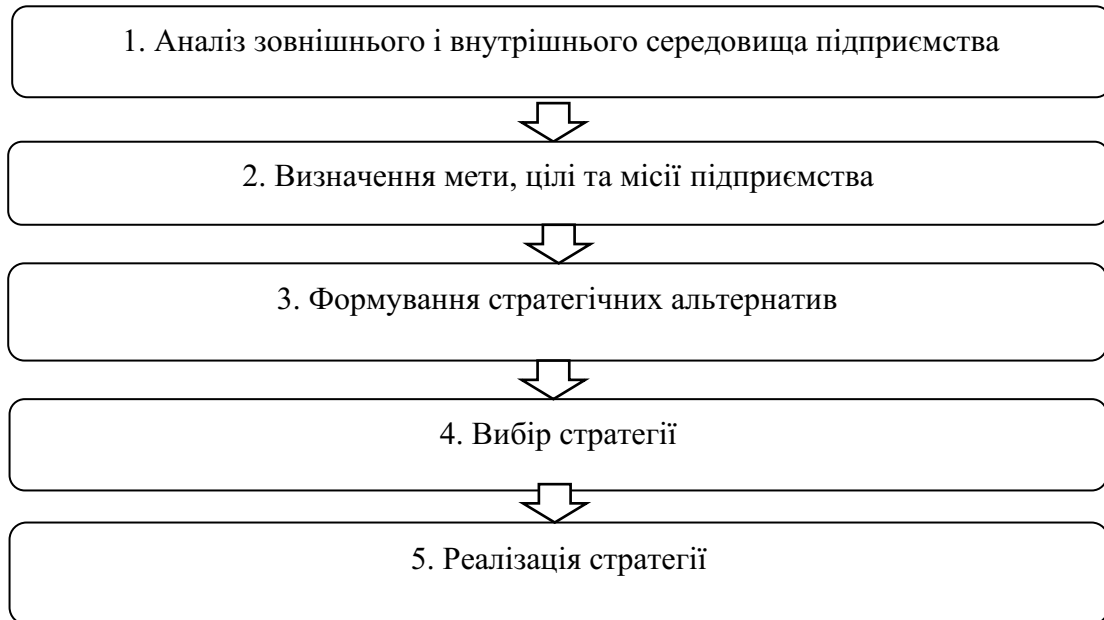 1. Аналіз зовнішнього і внутрішнього середовища підприємства
2. Визначення мети, цілі та місії підприємства
3. Формування стратегічних альтернатив
4. Вибір стратегії
5. Реалізація стратегії